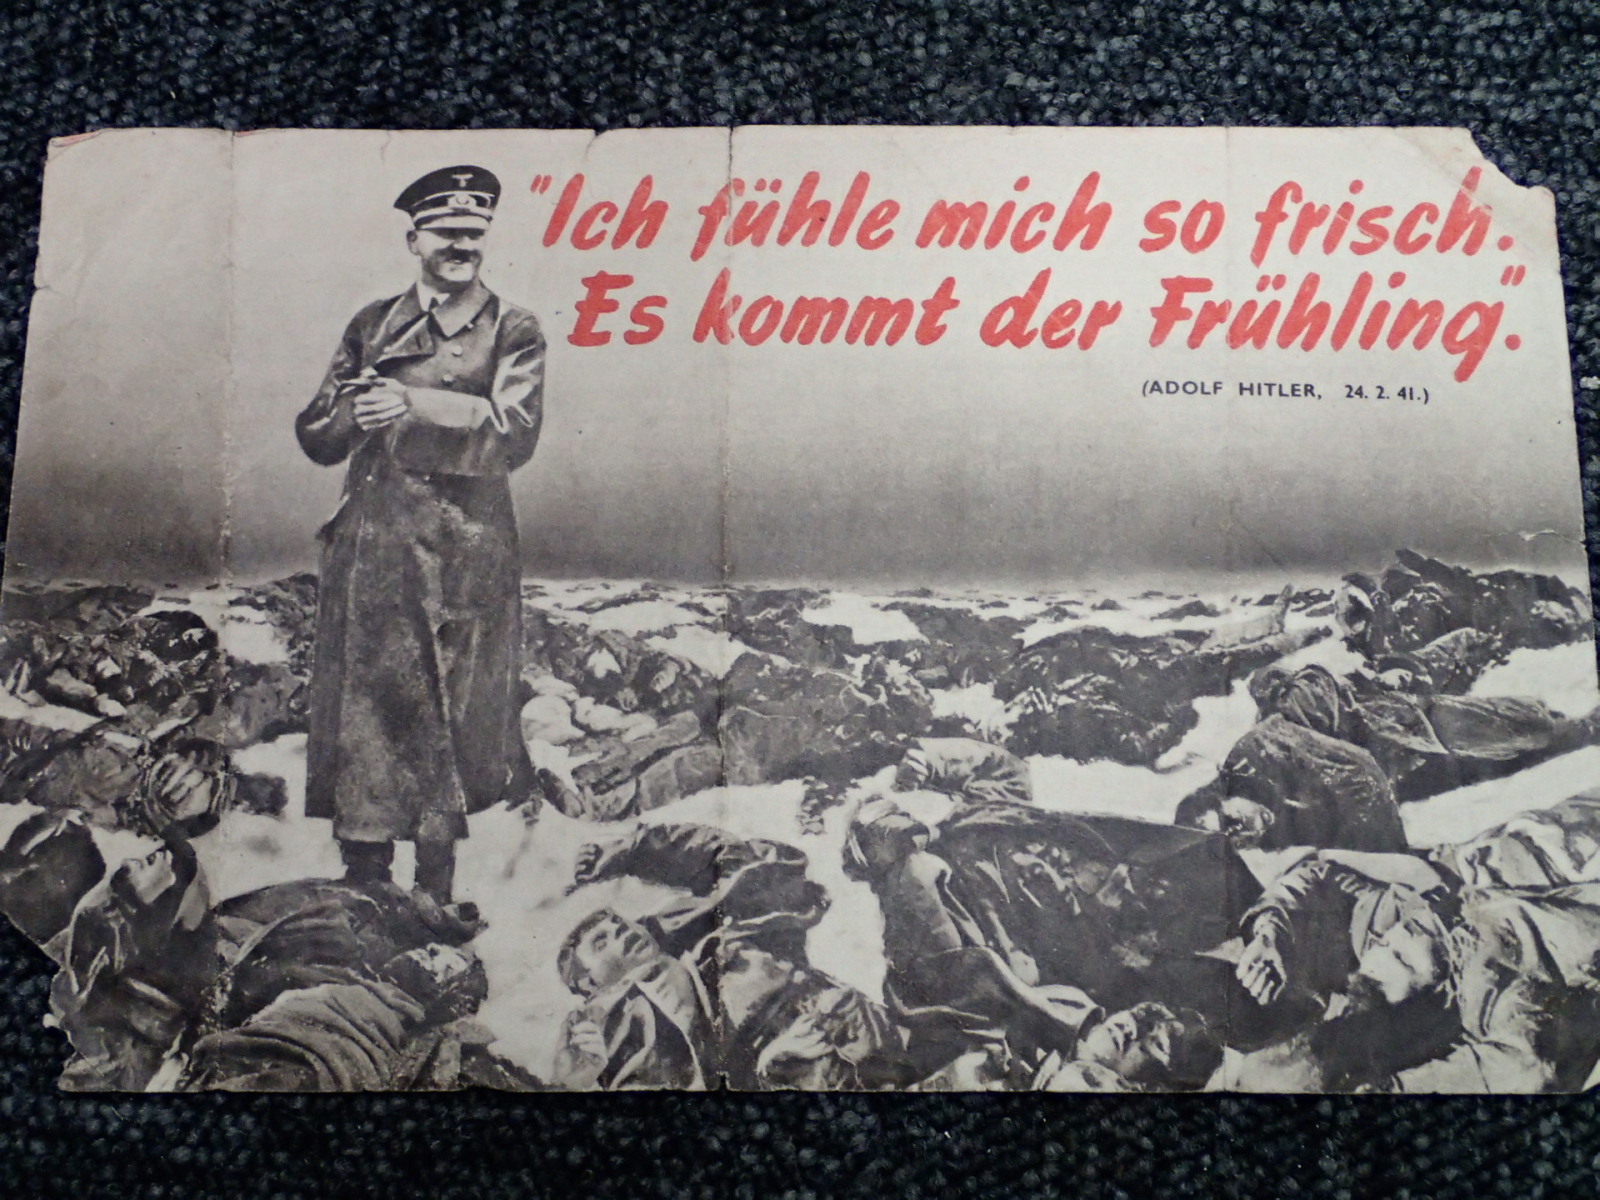 "Ich fühle mich so frisch.
Es kommt der Frühling".
(ADOLF HITLER, 24. 2. 41.)